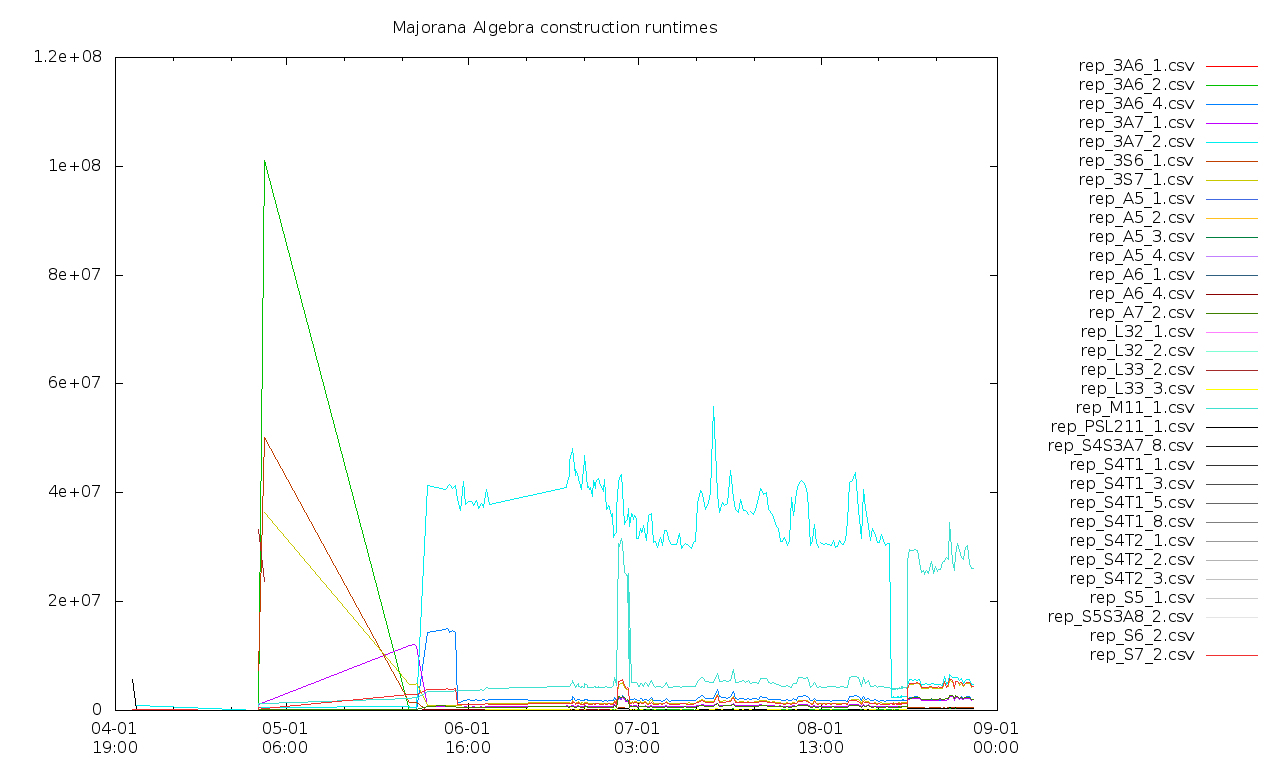 Majorana Algebra construction runtimes
1.2e+08
1e+08
8e+07
6e+07
4e+07
2e+07
0
04-01 05-01 06-01 07-01 08-01 09-01
19:00 06:00 16:00 03:00 13:00 00:00
rep_3A6_1.csv
rep_3A6_2.csv
rep_3A6_4.csv
rep_3A7_1.csv
rep_3A7_2.csv
rep_3S6_1.csv
rep_3S7_1.csv
rep_A5_1.csv
rep_A5_2.csv
rep_A5_3.csv
rep_A5_4.csv
rep_A6_1.csv
rep_A6_4.csv
rep_A7_2.csv
rep_L32_1.csv
rep_L32_2.csv
rep_L33_2.csv
rep_L33_3.csv
rep_M11_1.csv
rep_PSL211_1.csv
rep_S4S3A7_8.csv
rep_S4T1_1.csv
rep_S4T1_3.csv
rep_S4T1_5.csv
rep_S4T1_8.csv
rep_S4T2_1.csv
rep_S4T2_2.csv
rep_S4T2_3.csv
rep_S5_1.csv
rep_S5S3A8_2.csv
rep_S6_2.csv
rep_S7_2.csv